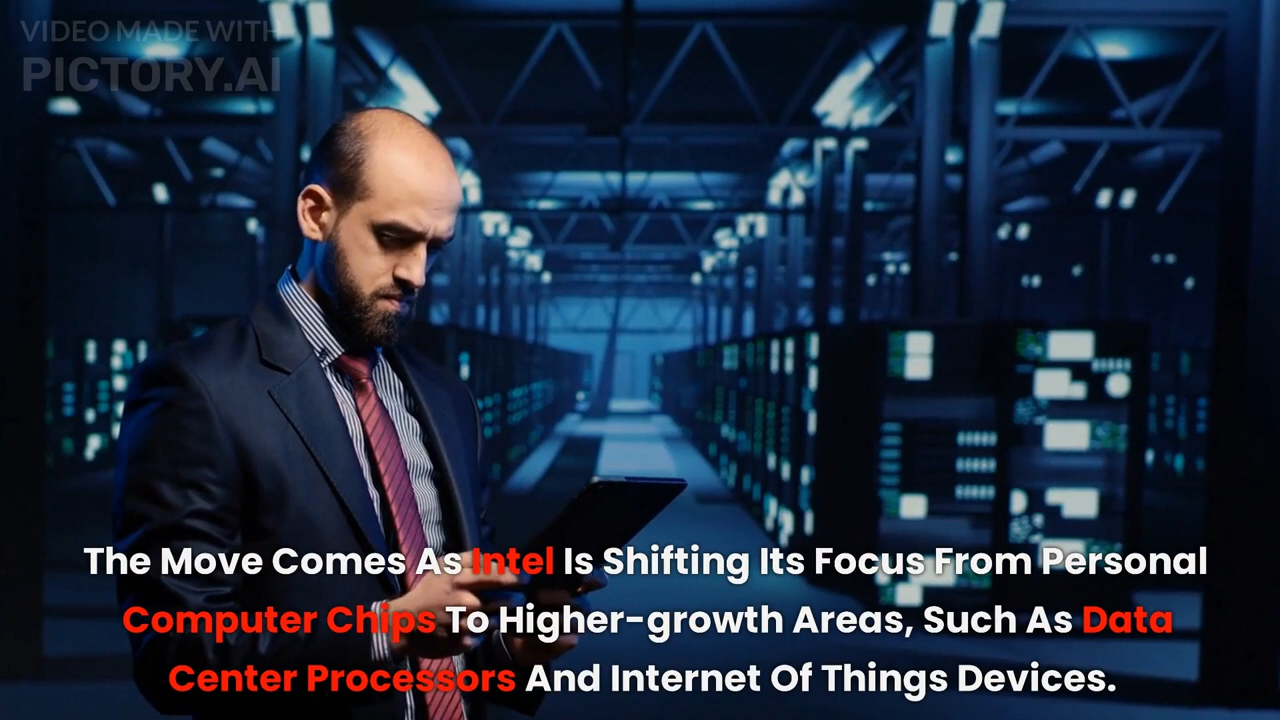 VIDEO MADE WITH
PICTORY.AI
The Move Comes As Intel Is Shifting Its Focus From Personal
Computer Chips To Higher-growth Areas, Such As Data
Center Processors And Internet Of Things Devices.